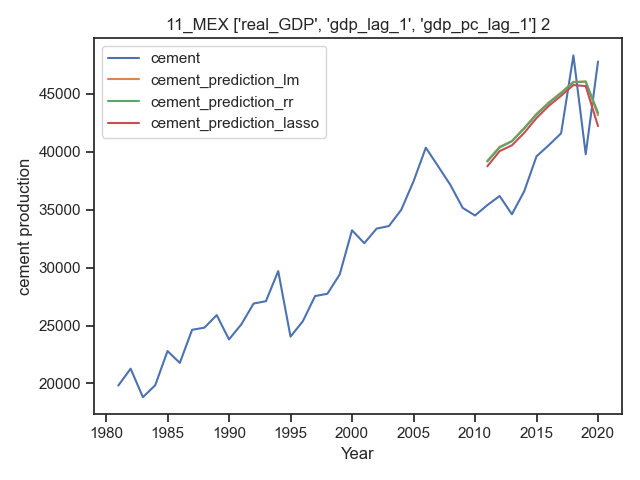 11_MEX ['real_GDP', 'gdp_lag_1', 'gdp_pc_lag_1'] 2
cement
cement_prediction_lm
cement_prediction_rr
cement_prediction_lasso
cement production
45000
40000
35000
30000
25000
20000
1980 1985 1990 1995 2000 2005 2010 2015 2020
Year